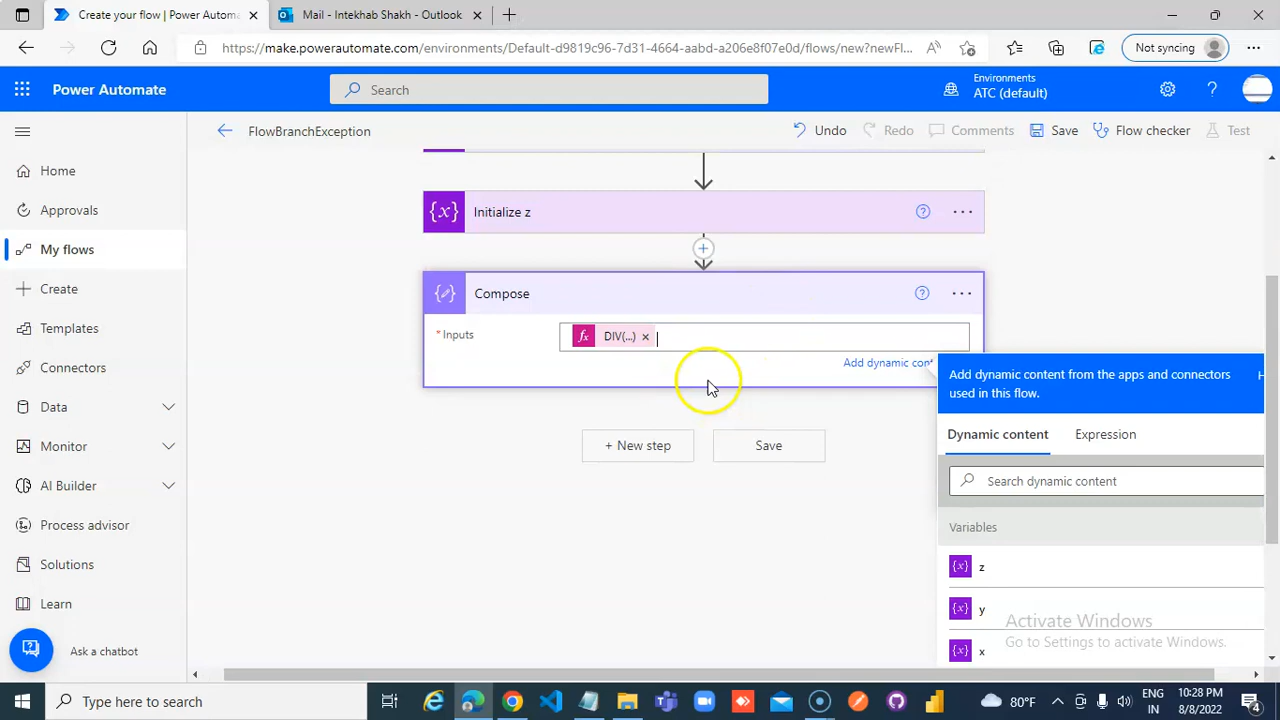 Create your flow | Power Automa
Mail - Intekhab Shakh - Outlook
https://make.powerautomate.com/environments/Default-d9819c96-7d31-4664-aabd-a206e8f07e0d/flows/new?newFl...
Not syncing
Power Automate
Search
Environments
ATC (default)
FlowBranchException
Undo
Redo
Comments
Save
Flow checker
Test
Home
Approvals
My flows
Create
Templates
Connectors
Data
Monitor
AI Builder
Process advisor
Solutions
Learn
Ask a chatbot
{x} Initialize z
Compose
* Inputs
fx DIV(...) ×
Add dynamic cont
+ New step
Save
Add dynamic content from the apps and connectors
used in this flow.
H
Dynamic content
Expression
Search dynamic content
Variables
{x} z
{x} y
{x} x
Activate Windows
Go to Settings to activate Windows.
Type here to search
80°F
ENG
IN
10:28 PM
8/8/2022
4